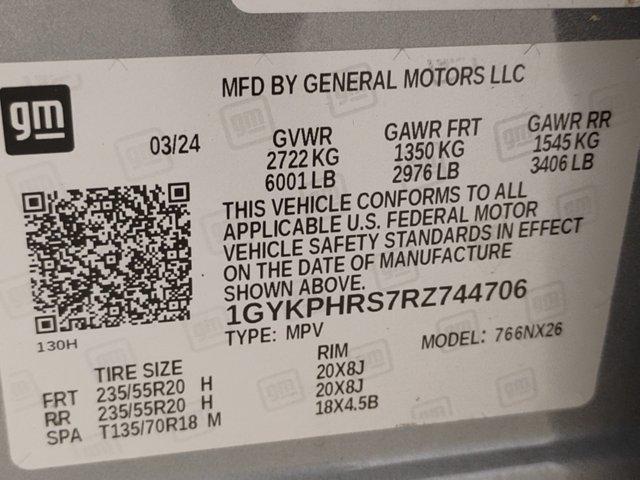 MFD BY GENERAL MOTORS LLC
gm
03/24
GVWR GAWR FRT GAWR RR
2722 KG 1350 KG 1545 KG
6001 LB 2976 LB 3406 LB
THIS VEHICLE CONFORMS TO ALL
APPLICABLE U.S. FEDERAL MOTOR
VEHICLE SAFETY STANDARDS IN EFFECT
ON THE DATE OF MANUFACTURE
SHOWN ABOVE.
1GYKPHRS7RZ744706
130H
TYPE: MPV MODEL: 766NX26
TIRE SIZE RIM
FRT 235/55R20 H 20X8J
RR 235/55R20 H 20X8J
SPA T135/70R18 M 18X4.5B